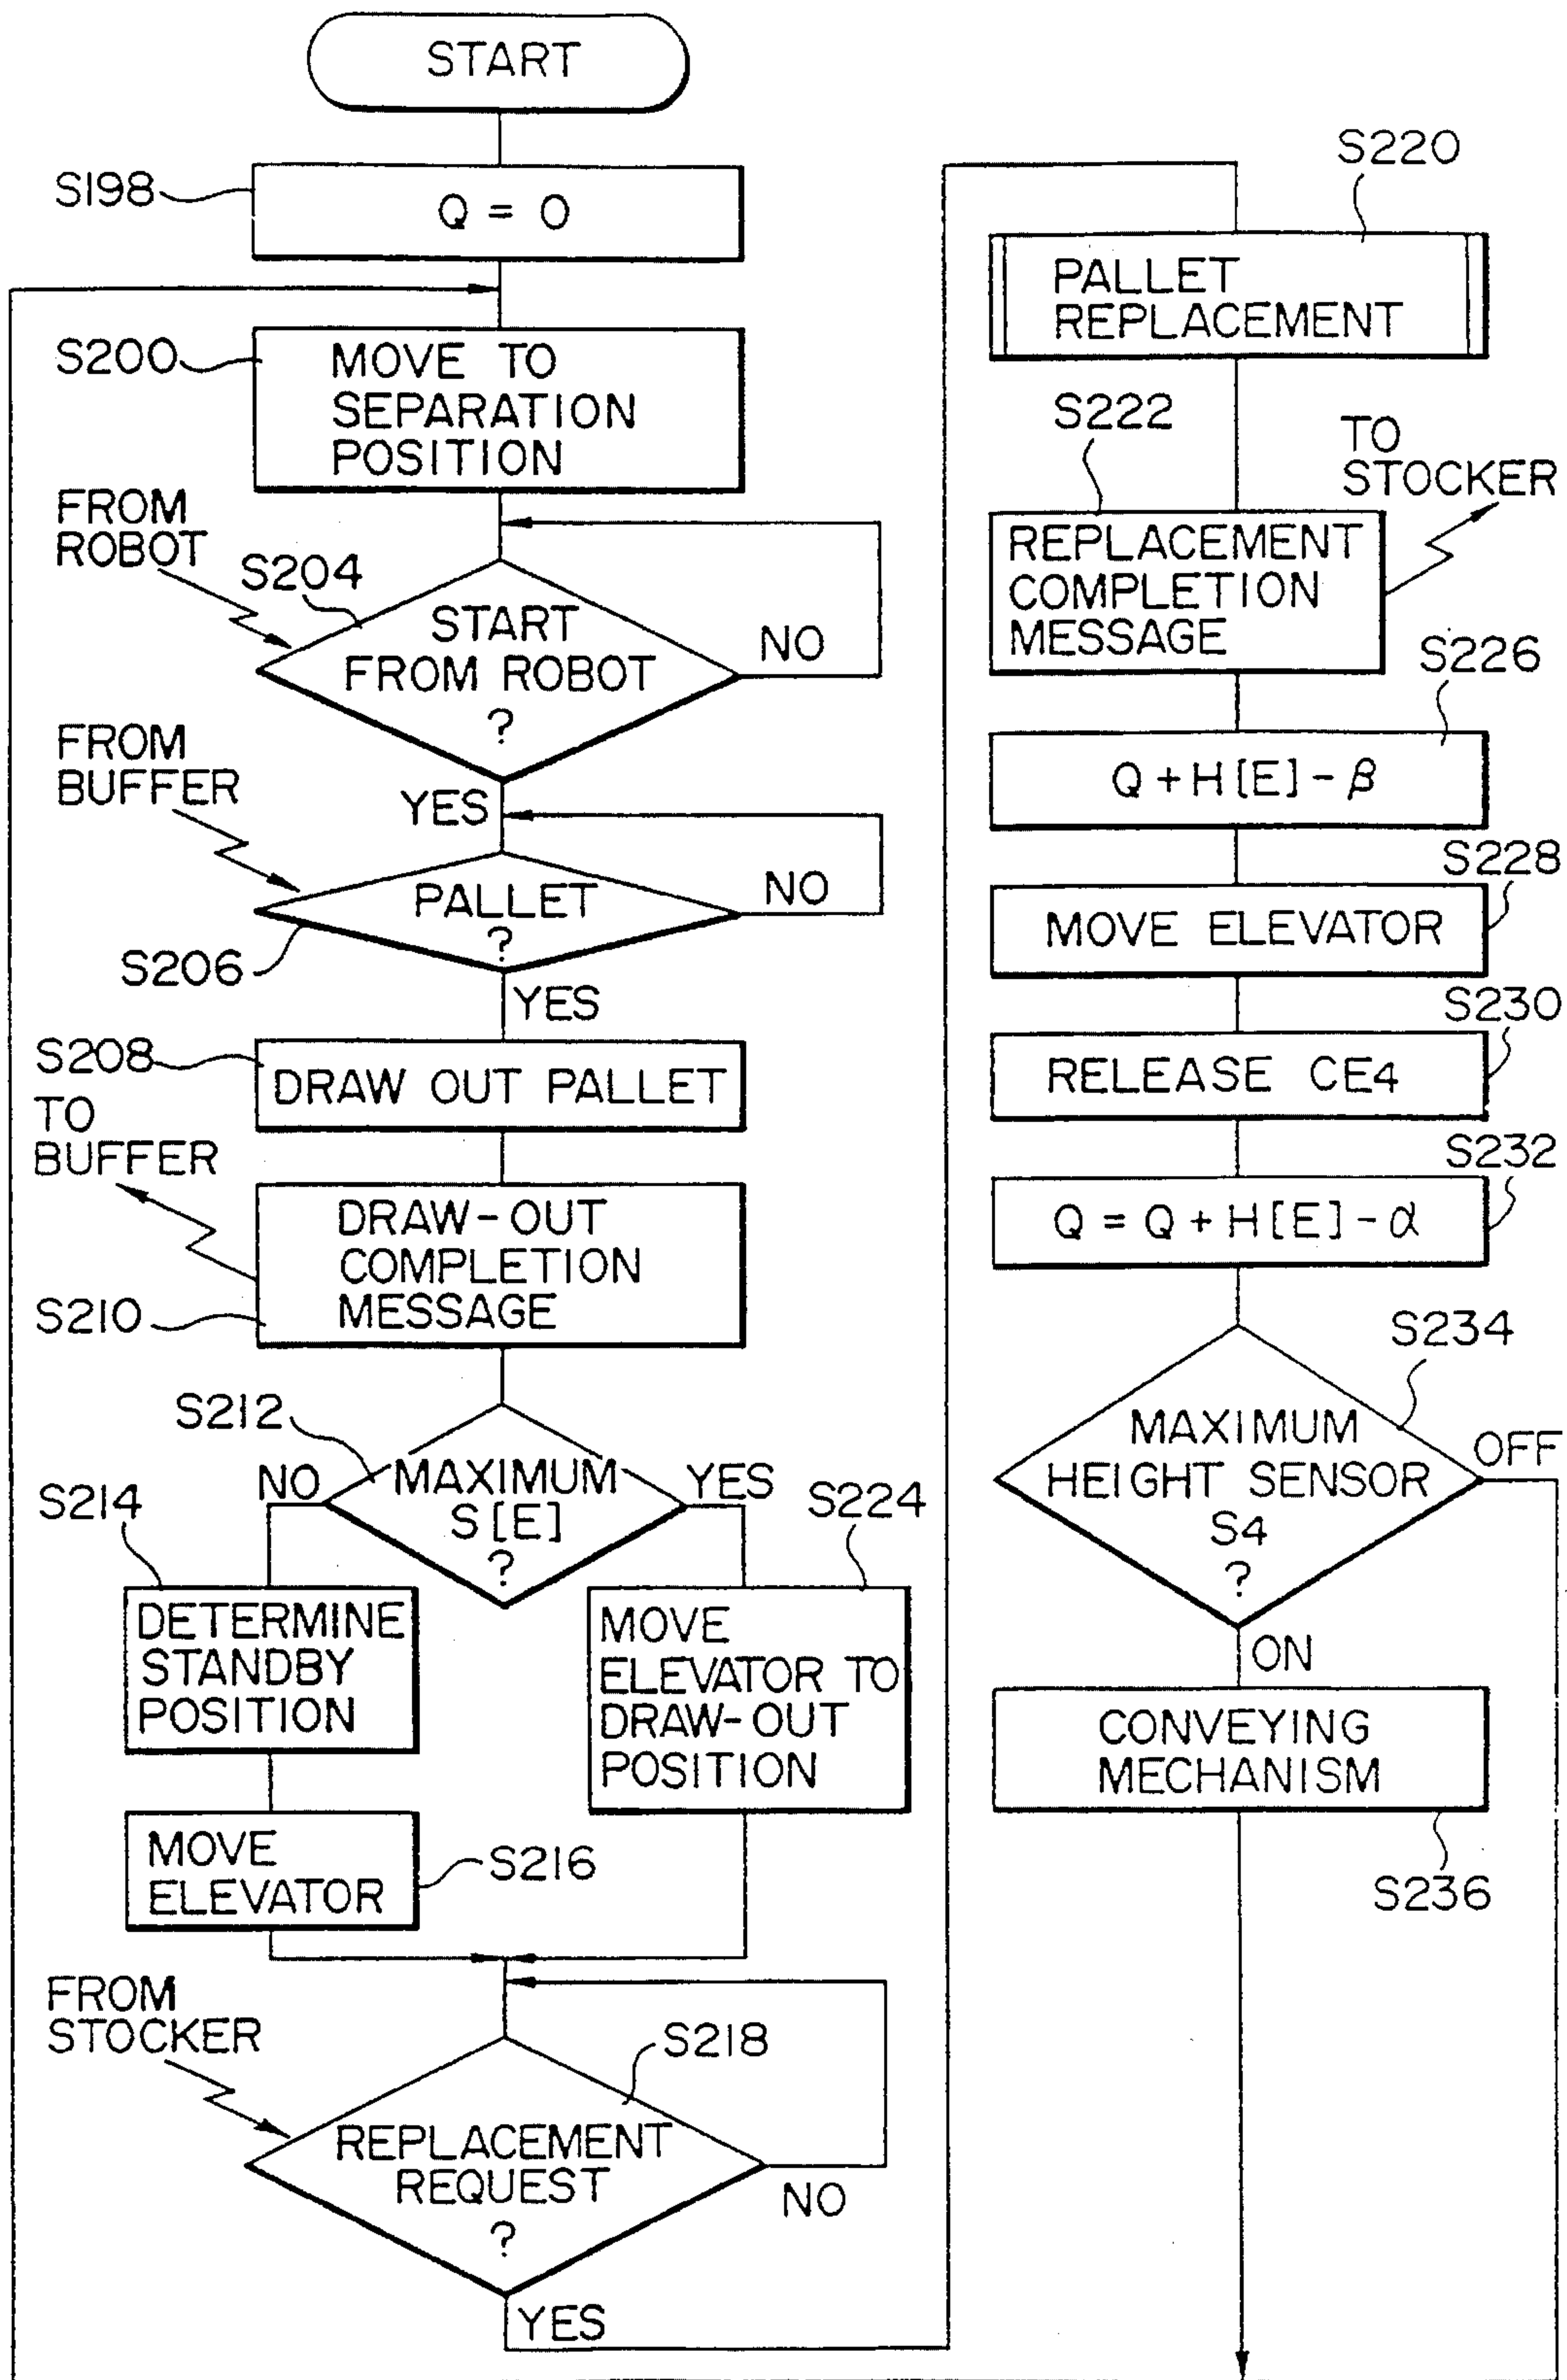 START
S198
Q = 0
S200
MOVE TO
SEPARATION
POSITION
FROM
ROBOT
S204
START
FROM ROBOT
?
NO
YES
FROM
BUFFER
PALLET
?
NO
S206
YES
S208
DRAW OUT PALLET
TO
BUFFER
DRAW-OUT
COMPLETION
MESSAGE
S210
S212
MAXIMUM
S[E]
?
NO
YES
S214
DETERMINE
STANDBY
POSITION
S224
MOVE
ELEVATOR TO
DRAW-OUT
POSITION
MOVE
ELEVATOR
S216
FROM
STOCKER
S218
REPLACEMENT
REQUEST
?
NO
YES
S220
PALLET
REPLACEMENT
S222
TO
STOCKER
REPLACEMENT
COMPLETION
MESSAGE
S226
Q + H[E] - β
S228
MOVE ELEVATOR
S230
RELEASE CE4
S232
Q = Q + H[E] - α
S234
MAXIMUM
HEIGHT SENSOR
S4
?
OFF
ON
CONVEYING
MECHANISM
S236